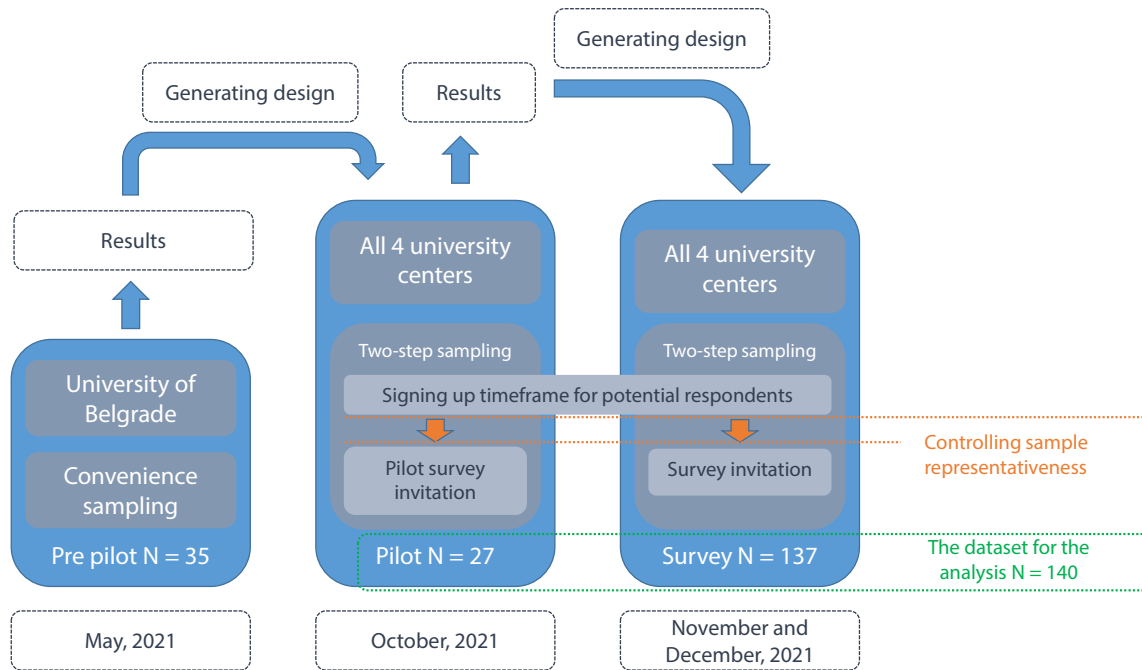 Generating design
Generating design
Results
Results
All 4 university
centers
All 4 university
centers
Two-step sampling
Two-step sampling
University of
Belgrade
Signing up timeframe for potential respondents
Controlling sample
representativeness
Convenience
sampling
Pilot survey
invitation
Survey invitation
Pre pilot N = 35
Pilot N = 27
Survey N = 137
The dataset for the
analysis N = 140
May, 2021
October, 2021
November and
December, 2021